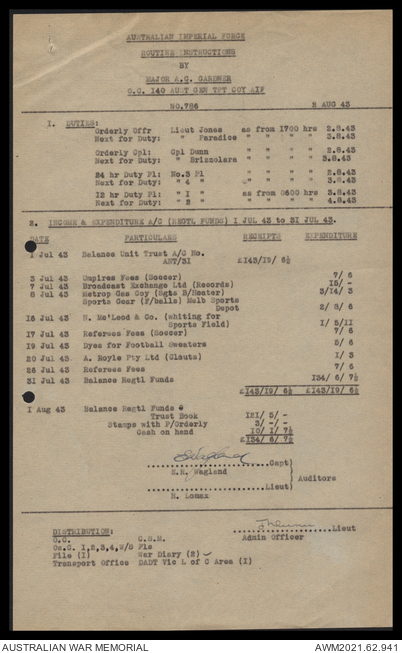 AUSTRALIAN IMPERIAL FORCE
ROUTINE INSTRUCTIONS
BY
MAJOR A.G. GARDNER
O.C. 140 AUST GEN TPT COY AIF
NO.766 2 AUG 43
1. DUTIES:
Orderly Offr Lieut Jones as from 1700 hrs 2.8.43
Next for Duty: " Paradice " " " " 3.8.43
Orderly Cpl: Cpl Dunn " " " " 2.8.43
Next for Duty: " Brizzolara " " " " 3.8.43
24 hr Duty Pl: No.3 Pl " " " " 2.8.43
Next for Duty: " 4 " " " " " 3.8.43
12 hr Duty Pl: " 1 " as from 0600 hrs 3.8.43
Next for Duty: " 2 " " " " " 4.8.43
2. INCOME & EXPENDITURE A/C (REGTL FUNDS) 1 JUL 43 to 31 JUL 43.
DATE PARTICULARS RECEIPTS EXPENDITURE
1 Jul 43 Balance Unit Trust A/C No.
ANT/31 £143/19/ 6½
3 Jul 43 Umpires Fees (Soccer) 7/ 6
7 Jul 43 Broadcast Exchange Ltd (Records) 15/ -
8 Jul 43 Metrop Gas Coy (Sgts B/Heater) 3/14/ 3
Sports Gear (F/balls) Melb Sports
Depot 2/ 8/ 6
16 Jul 43 N. Mc'Leod & Co. (whiting for
Sports Field) 1/ 5/11
17 Jul 43 Referees Fees (Soccer) 7/ 6
19 Jul 43 Dyes for Football Sweaters 5/ 6
20 Jul 43 A. Royle Pty Ltd (Clauts) 1/ 3
26 Jul 43 Referees Fees 7/ 6
31 Jul 43 Balance Regtl Funds 134/ 6/ 7½
£143/19/ 6½ £143/19/ 6½
1 Aug 43 Balance Regtl Funds
Trust Book 121/ 5/ -
Stamps with P/Orderly 3/ -/ -
Cash on hand 10/ 1/ 7½
£134/ 6/ 7½
Capt)
E.R. Wagland
) Auditors
Lieut)
N. Lomax
DISTRIBUTION: Lieut
O.C. C.S.M. Admin Officer
Os.C. 1,2,3,4,W/S Pls
File (1) War Diary (2)
Transport Office DADT Vic L of C Area (1)
AUSTRALIAN WAR MEMORIAL AWM2021.62.941